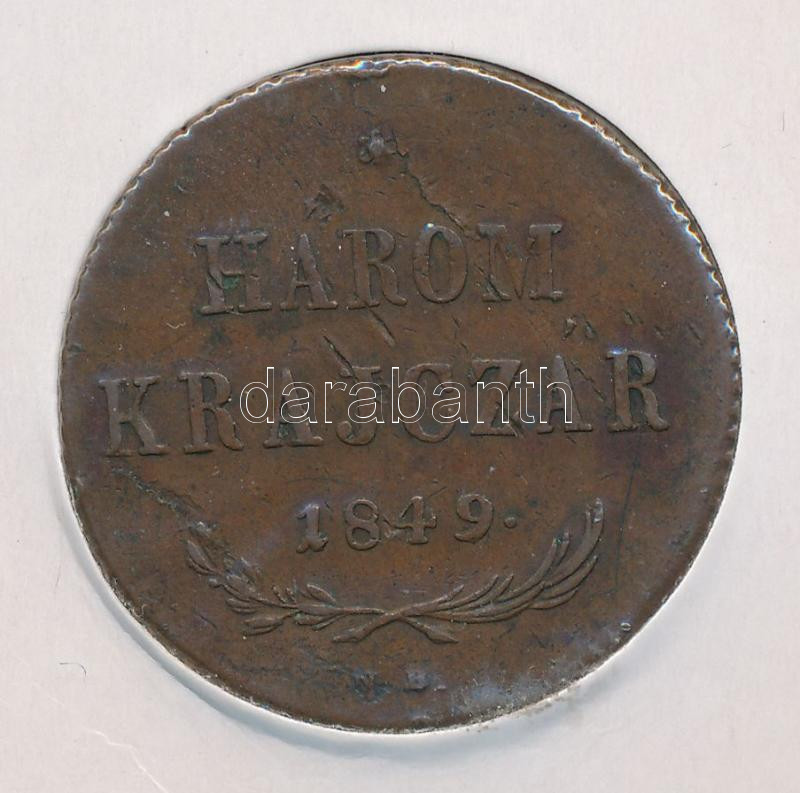 HÁROM
KRAJCZÁR
darabanth
1849.
N B.